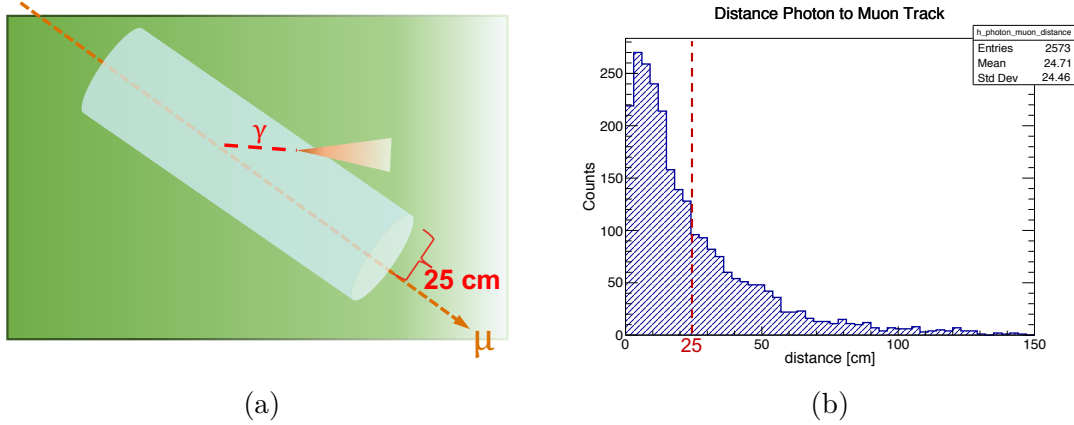 γ
25 cm
μ
(a)
Distance Photon to Muon Track
h_photon_muon_distance
Entries 2573
Mean 24.71
Std Dev 24.46
Counts
250
200
150
100
50
0
0 25 50 100 150
distance [cm]
(b)